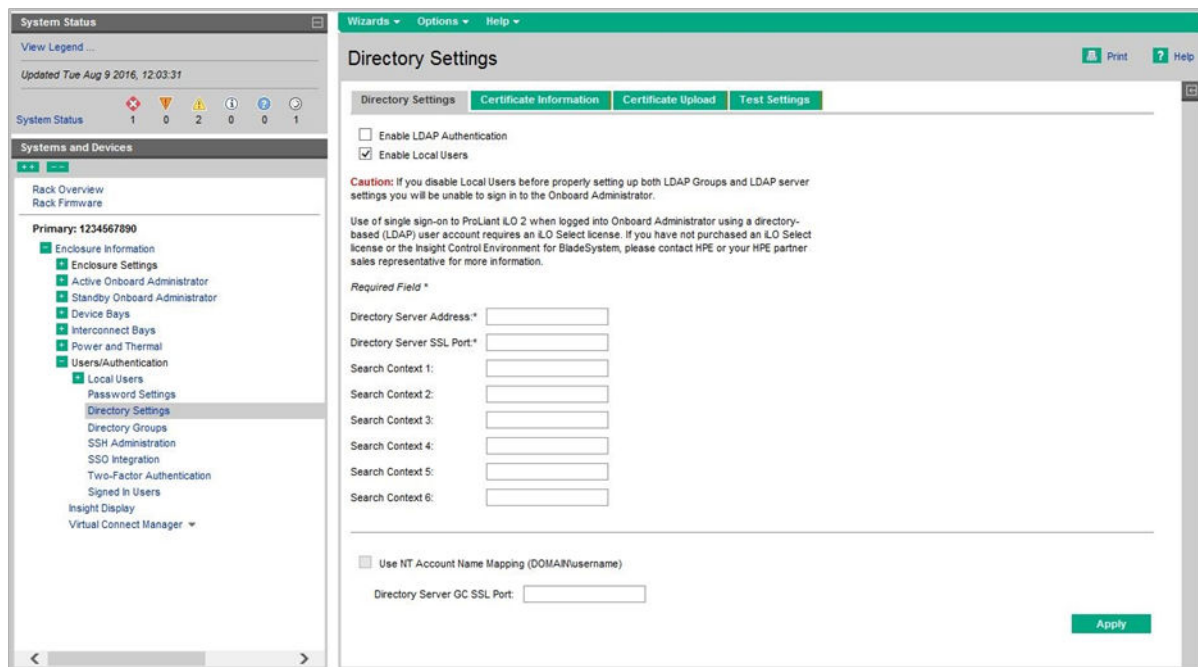 System Status
View Legend ...
Updated Tue Aug 9 2016, 12:03:31
System Status 1 0 2 0 0 1
Systems and Devices
Rack Overview
Rack Firmware
Primary: 1234567890
Enclosure Information
Enclosure Settings
Active Onboard Administrator
Standby Onboard Administrator
Device Bays
Interconnect Bays
Power and Thermal
Users/Authentication
Local Users
Password Settings
Directory Settings
Directory Groups
SSH Administration
SSO Integration
Two-Factor Authentication
Signed In Users
Insight Display
Virtual Connect Manager
Wizards Options Help
Directory Settings
Print ? Help
Directory Settings Certificate Information Certificate Upload Test Settings
Enable LDAP Authentication
Enable Local Users
Caution: If you disable Local Users before properly setting up both LDAP Groups and LDAP server
settings you will be unable to sign in to the Onboard Administrator.
Use of single sign-on to ProLiant iLO 2 when logged into Onboard Administrator using a directory-
based (LDAP) user account requires an iLO Select license. If you have not purchased an iLO Select
license or the Insight Control Environment for BladeSystem, please contact HPE or your HPE partner
sales representative for more information.
Required Field *
Directory Server Address:*
Directory Server SSL Port:*
Search Context 1:
Search Context 2:
Search Context 3:
Search Context 4:
Search Context 5:
Search Context 6:
Use NT Account Name Mapping (DOMAIN\username)
Directory Server GC SSL Port:
Apply